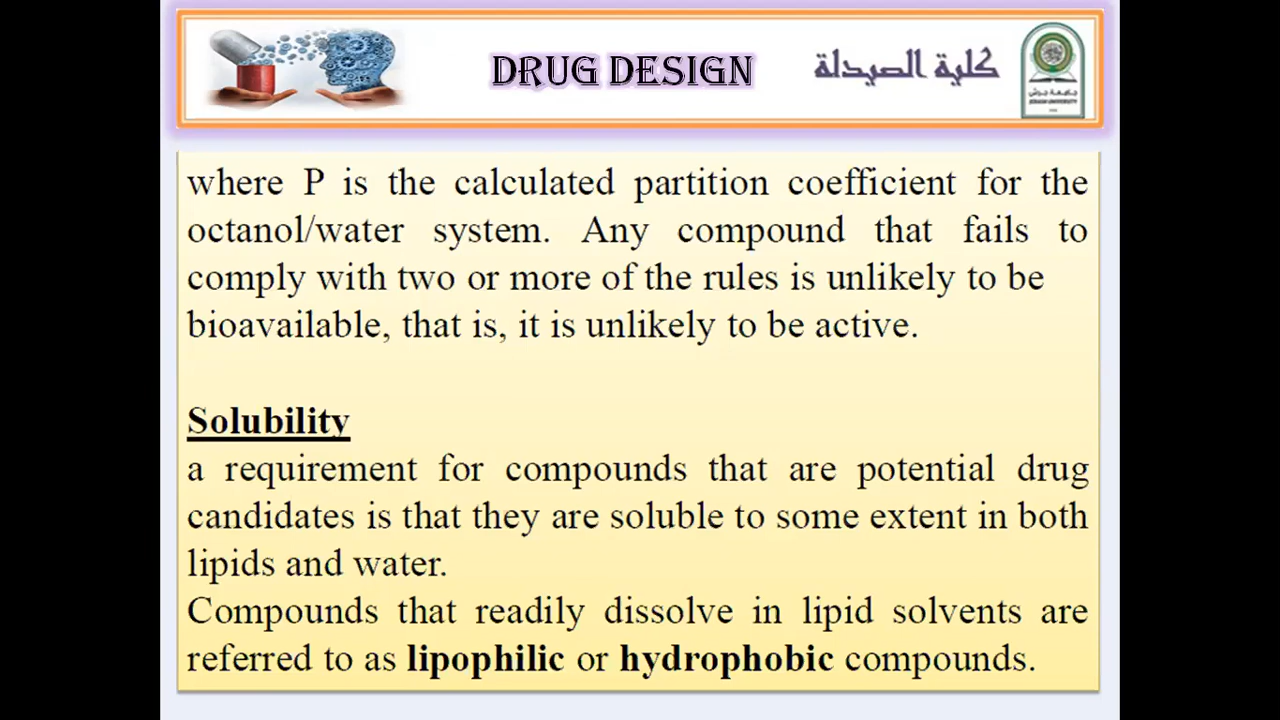 DRUG DESIGN
كلية الصيدلة
جامعة جرش
JERASH UNIVERSITY
where P is the calculated partition coefficient for the
octanol/water system. Any compound that fails to
comply with two or more of the rules is unlikely to be
bioavailable, that is, it is unlikely to be active.
Solubility
a requirement for compounds that are potential drug
candidates is that they are soluble to some extent in both
lipids and water.
Compounds that readily dissolve in lipid solvents are
referred to as lipophilic or hydrophobic compounds.